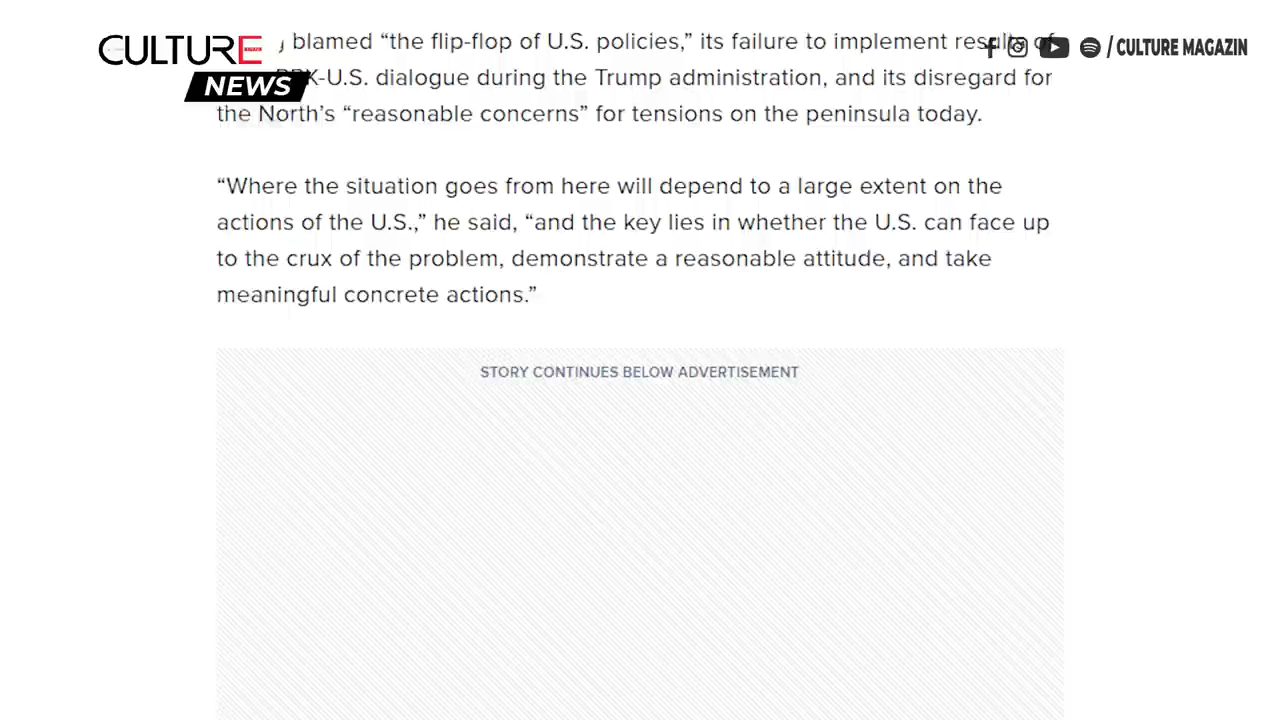 CULTURE
NEWS
/ CULTURE MAGAZIN
blamed “the flip-flop of U.S. policies,” its failure to implement results of
-U.S. dialogue during the Trump administration, and its disregard for
the North’s “reasonable concerns” for tensions on the peninsula today.
“Where the situation goes from here will depend to a large extent on the
actions of the U.S.,” he said, “and the key lies in whether the U.S. can face up
to the crux of the problem, demonstrate a reasonable attitude, and take
meaningful concrete actions.”
STORY CONTINUES BELOW ADVERTISEMENT